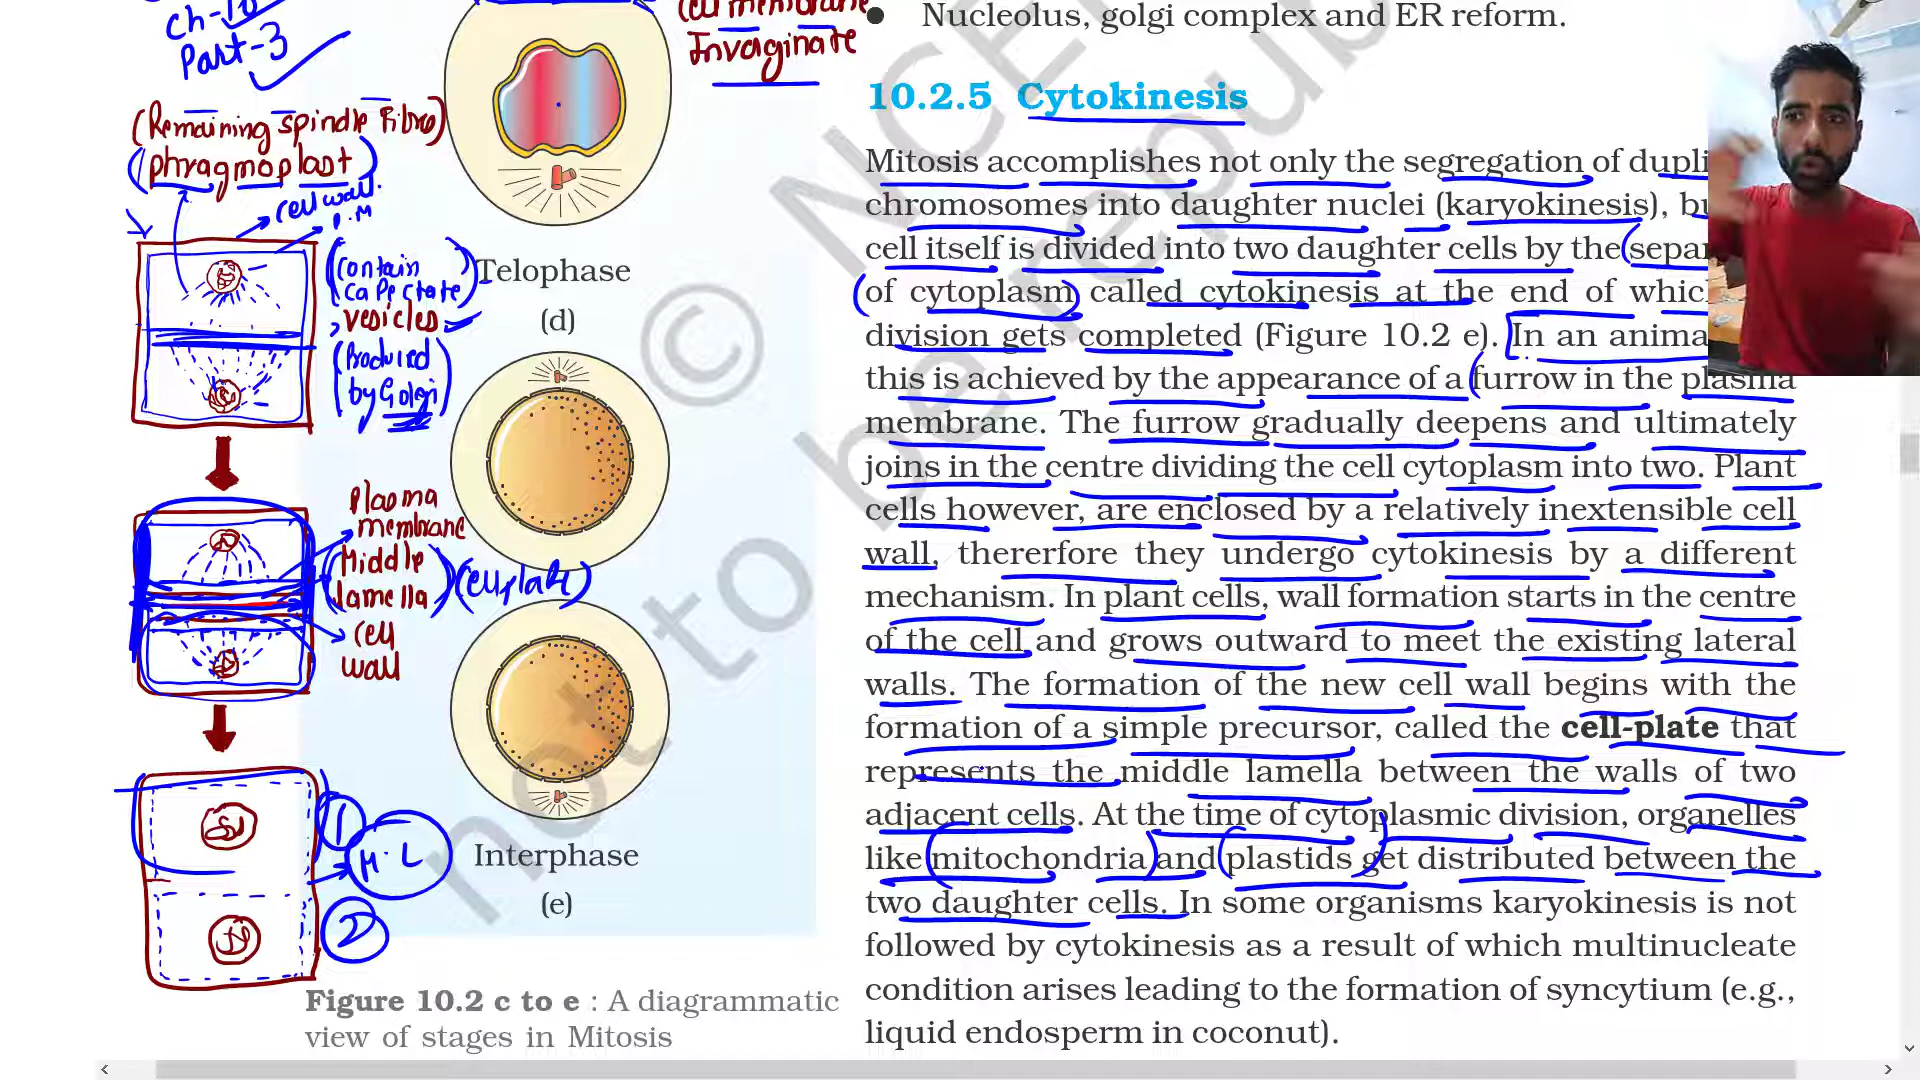 ch-10
Part-3
cell membrane
Invaginate
(Remaining spindle Fibre)
(phragmoplast)
cell wall
P.M
(contain
Ca Pectate)
vesicles
(Produced
by Golgi)
Plasma
membrane
(Middle
lamella) (cell plate)
cell
wall
1
M.L
2
Telophase
(d)
Interphase
(e)
Figure 10.2 c to e : A diagrammatic
view of stages in Mitosis
● Nucleolus, golgi complex and ER reform.
10.2.5 Cytokinesis
Mitosis accomplishes not only the segregation of dupli
chromosomes into daughter nuclei (karyokinesis), bu
cell itself is divided into two daughter cells by the separ
of cytoplasm called cytokinesis at the end of which
division gets completed (Figure 10.2 e). In an anima
this is achieved by the appearance of a furrow in the plasma
membrane. The furrow gradually deepens and ultimately
joins in the centre dividing the cell cytoplasm into two. Plant
cells however, are enclosed by a relatively inextensible cell
wall, thererfore they undergo cytokinesis by a different
mechanism. In plant cells, wall formation starts in the centre
of the cell and grows outward to meet the existing lateral
walls. The formation of the new cell wall begins with the
formation of a simple precursor, called the cell-plate that
represents the middle lamella between the walls of two
adjacent cells. At the time of cytoplasmic division, organelles
like mitochondria and plastids get distributed between the
two daughter cells. In some organisms karyokinesis is not
followed by cytokinesis as a result of which multinucleate
condition arises leading to the formation of syncytium (e.g.,
liquid endosperm in coconut).
© NCE
not to be republ